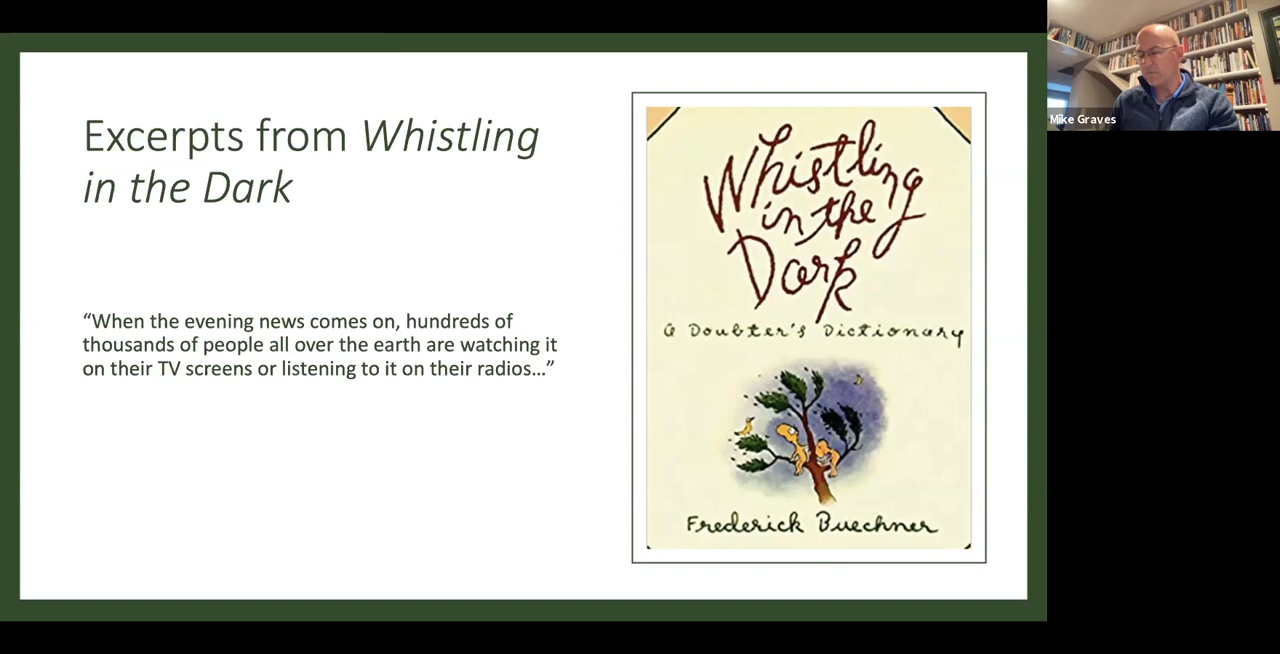 Excerpts from Whistling
in the Dark
“When the evening news comes on, hundreds of
thousands of people all over the earth are watching it
on their TV screens or listening to it on their radios...”
Whistling
in the
Dark
a Doubter's Dictionary
Frederick Buechner
Mike Graves